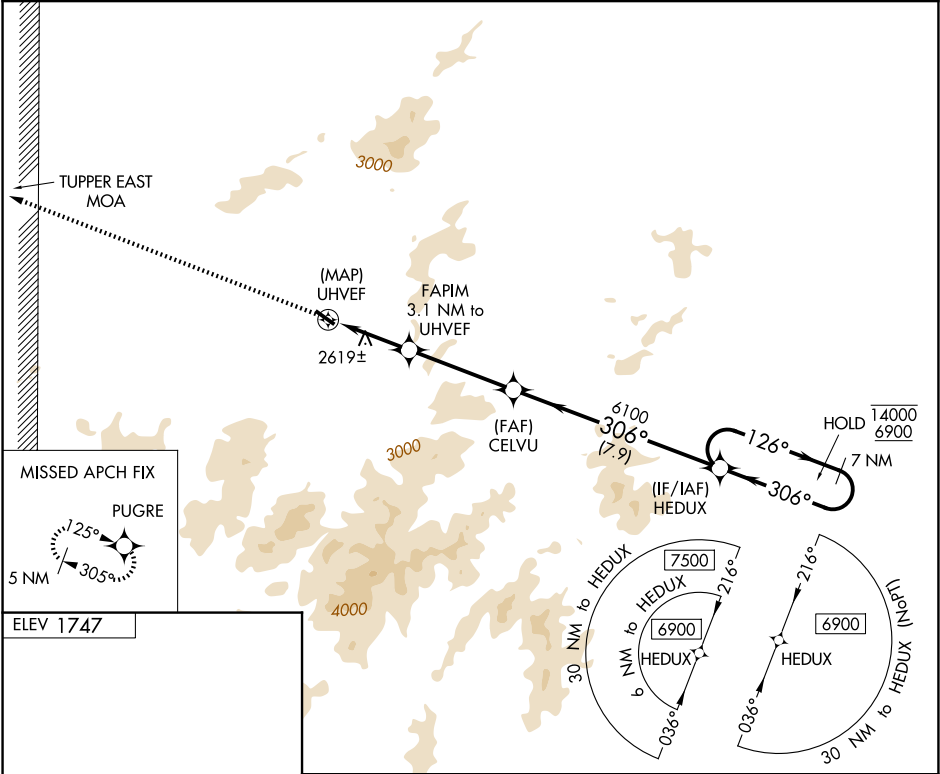 3000
TUPPER EAST
MOA
(MAP)
UHVEF
FAPIM
3.1 NM to
UHVEF
2619±
(FAF)
CELVU
6100
306°
(7.9)
HOLD
14000
6900
126°
7 NM
306°
(IF/IAF)
HEDUX
3000
4000
MISSED APCH FIX
PUGRE
125°
5 NM
305°
ELEV 1747
30 NM to HEDUX
7500
216°
6 NM to HEDUX
6900
HEDUX
036°
216°
6900
HEDUX
036°
30 NM to HEDUX (NoPT)